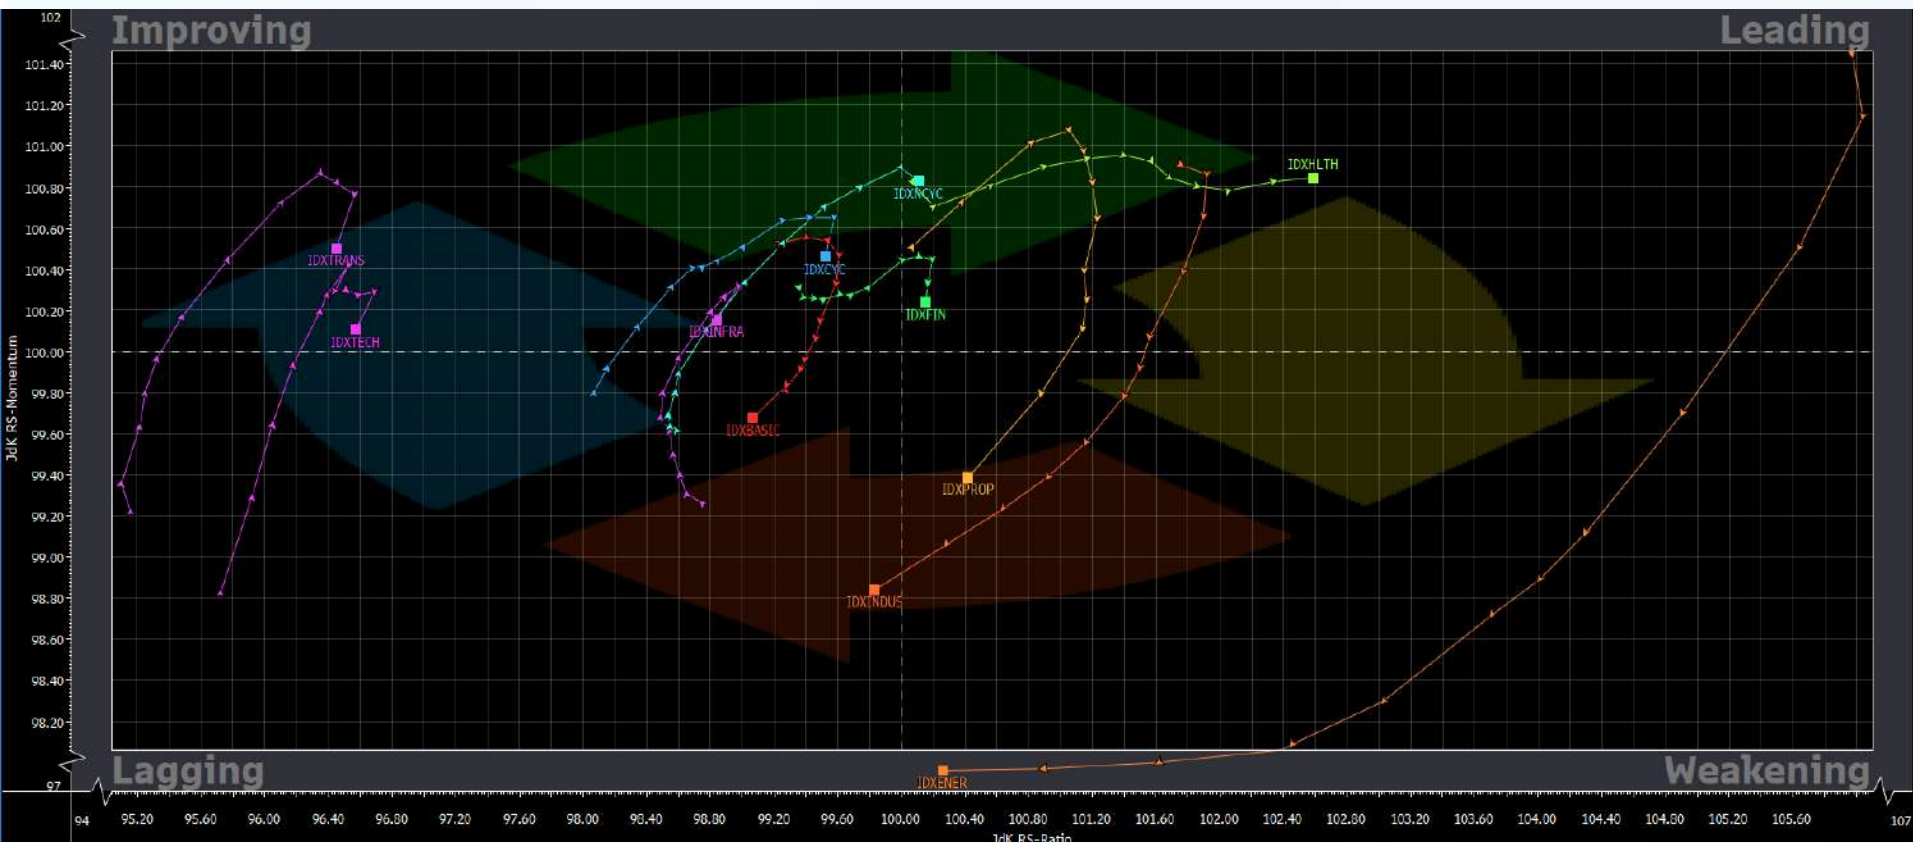 102
Improving
Leading
101.40
101.20
101.00
100.80
100.60
100.40
100.20
100.00
99.80
99.60
99.40
99.20
99.00
98.80
98.60
98.40
98.20
97
JdK RS-Momentum
IDXHLTH
IDXNCYC
IDXTRANS
IDXCYC
IDXFIN
IDXINFRA
IDXTECH
IDXBASIC
IDXPROP
IDXINDUS
IDXENER
Lagging
Weakening
94 95.20 95.60 96.00 96.40 96.80 97.20 97.60 98.00 98.40 98.80 99.20 99.60 100.00 100.40 100.80 101.20 101.60 102.00 102.40 102.80 103.20 103.60 104.00 104.40 104.80 105.20 105.60 107
JdK RS-Ratio